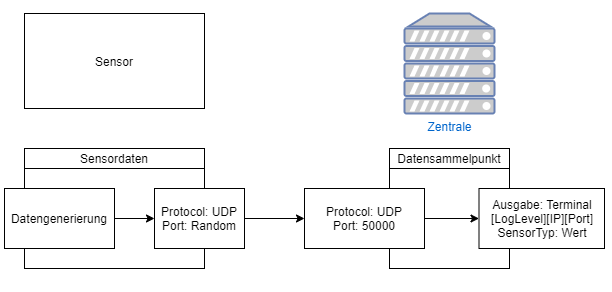 Sensor
Zentrale
Sensordaten
Datensammelpunkt
Datengenerierung
Protocol: UDP
Port: Random
Protocol: UDP
Port: 50000
Ausgabe: Terminal
[LogLevel][IP][Port]
SensorTyp: Wert